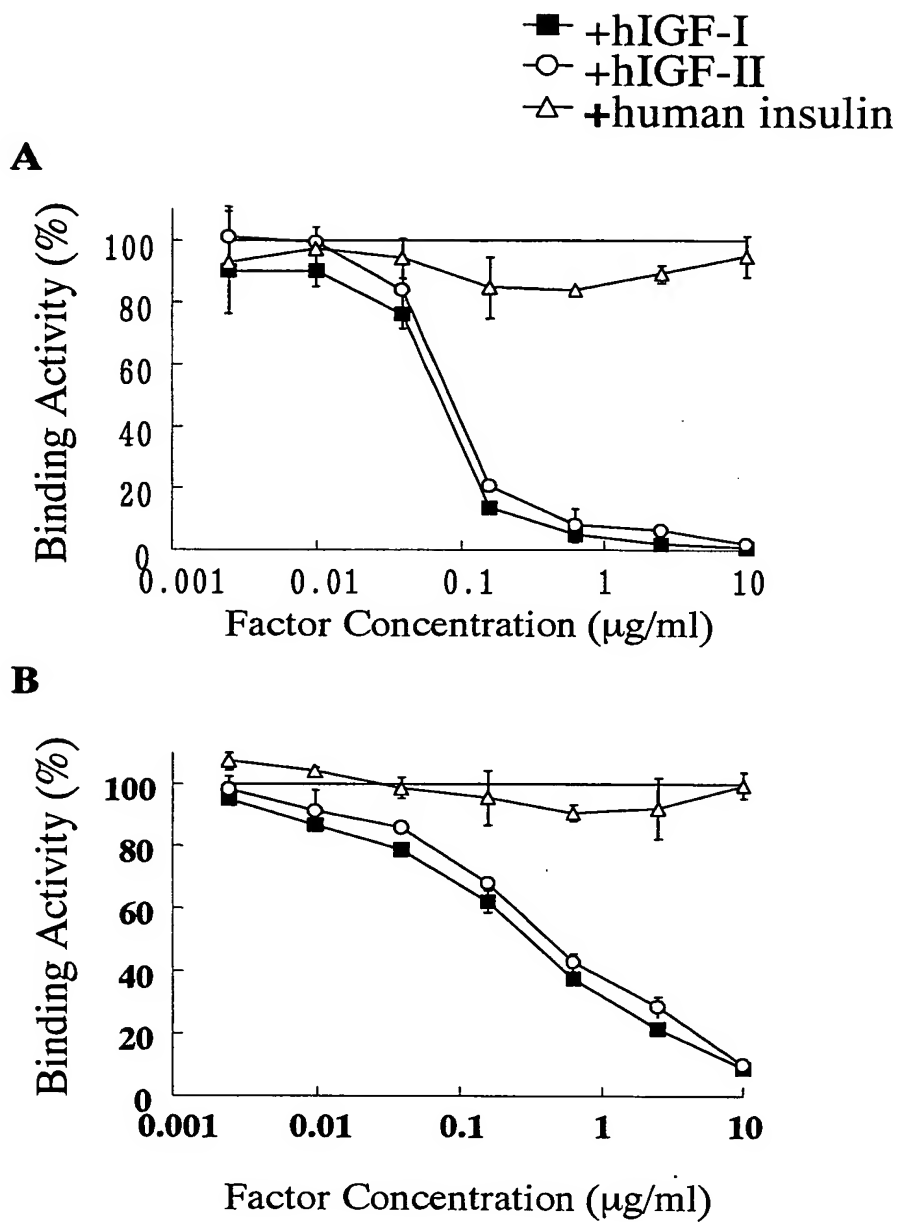 +hIGF-I
+hIGF-II
+human insulin
A
Binding Activity (%)
100
80
60
40
20
0
0.001 0.01 0.1 1 10
Factor Concentration (μg/ml)
B
Binding Activity (%)
100
80
60
40
20
0
0.001 0.01 0.1 1 10
Factor Concentration (μg/ml)